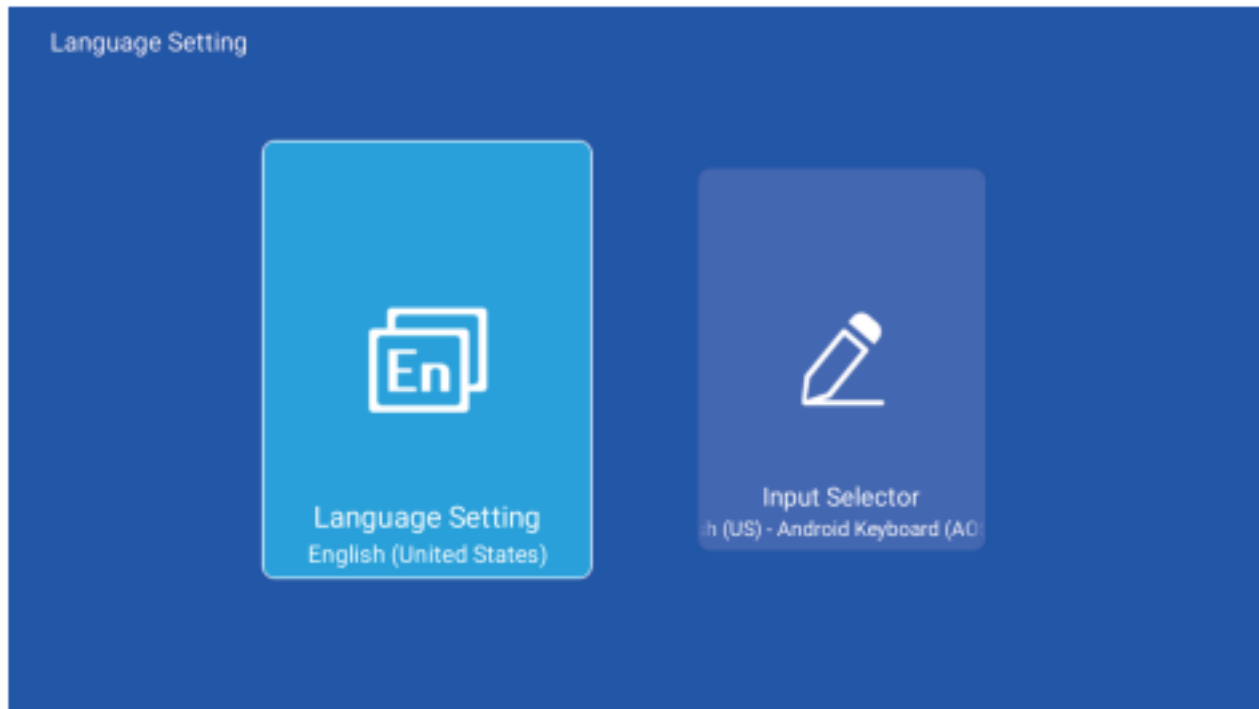 Language Setting
En
Language Setting
English (United States)
Input Selector
(US) - Android Keyboard